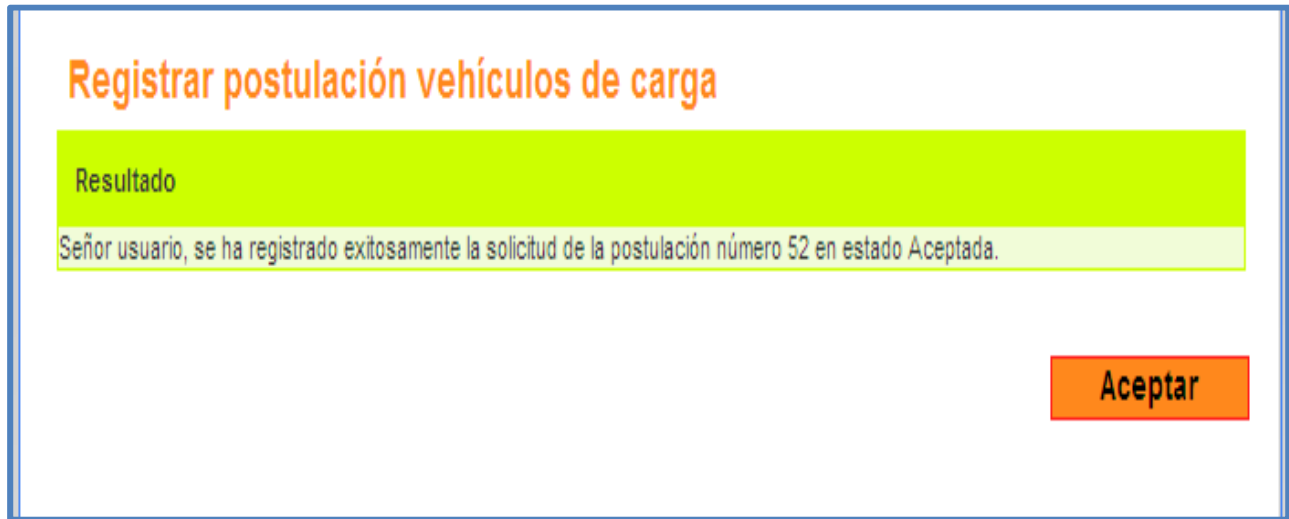 Registrar postulación vehículos de carga
Resultado
Señor usuario, se ha registrado exitosamente la solicitud de la postulación número 52 en estado Aceptada.
Aceptar